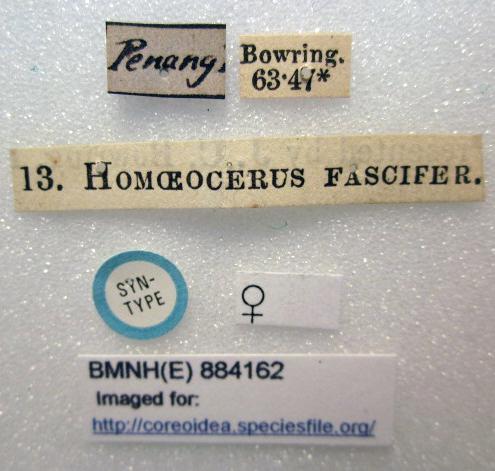 Penang.
Bowring.
63·47*
13. HOMŒOCERUS FASCIFER.
SYN-
TYPE
♀
BMNH(E) 884162
Imaged for:
http://coreoidea.speciesfile.org/